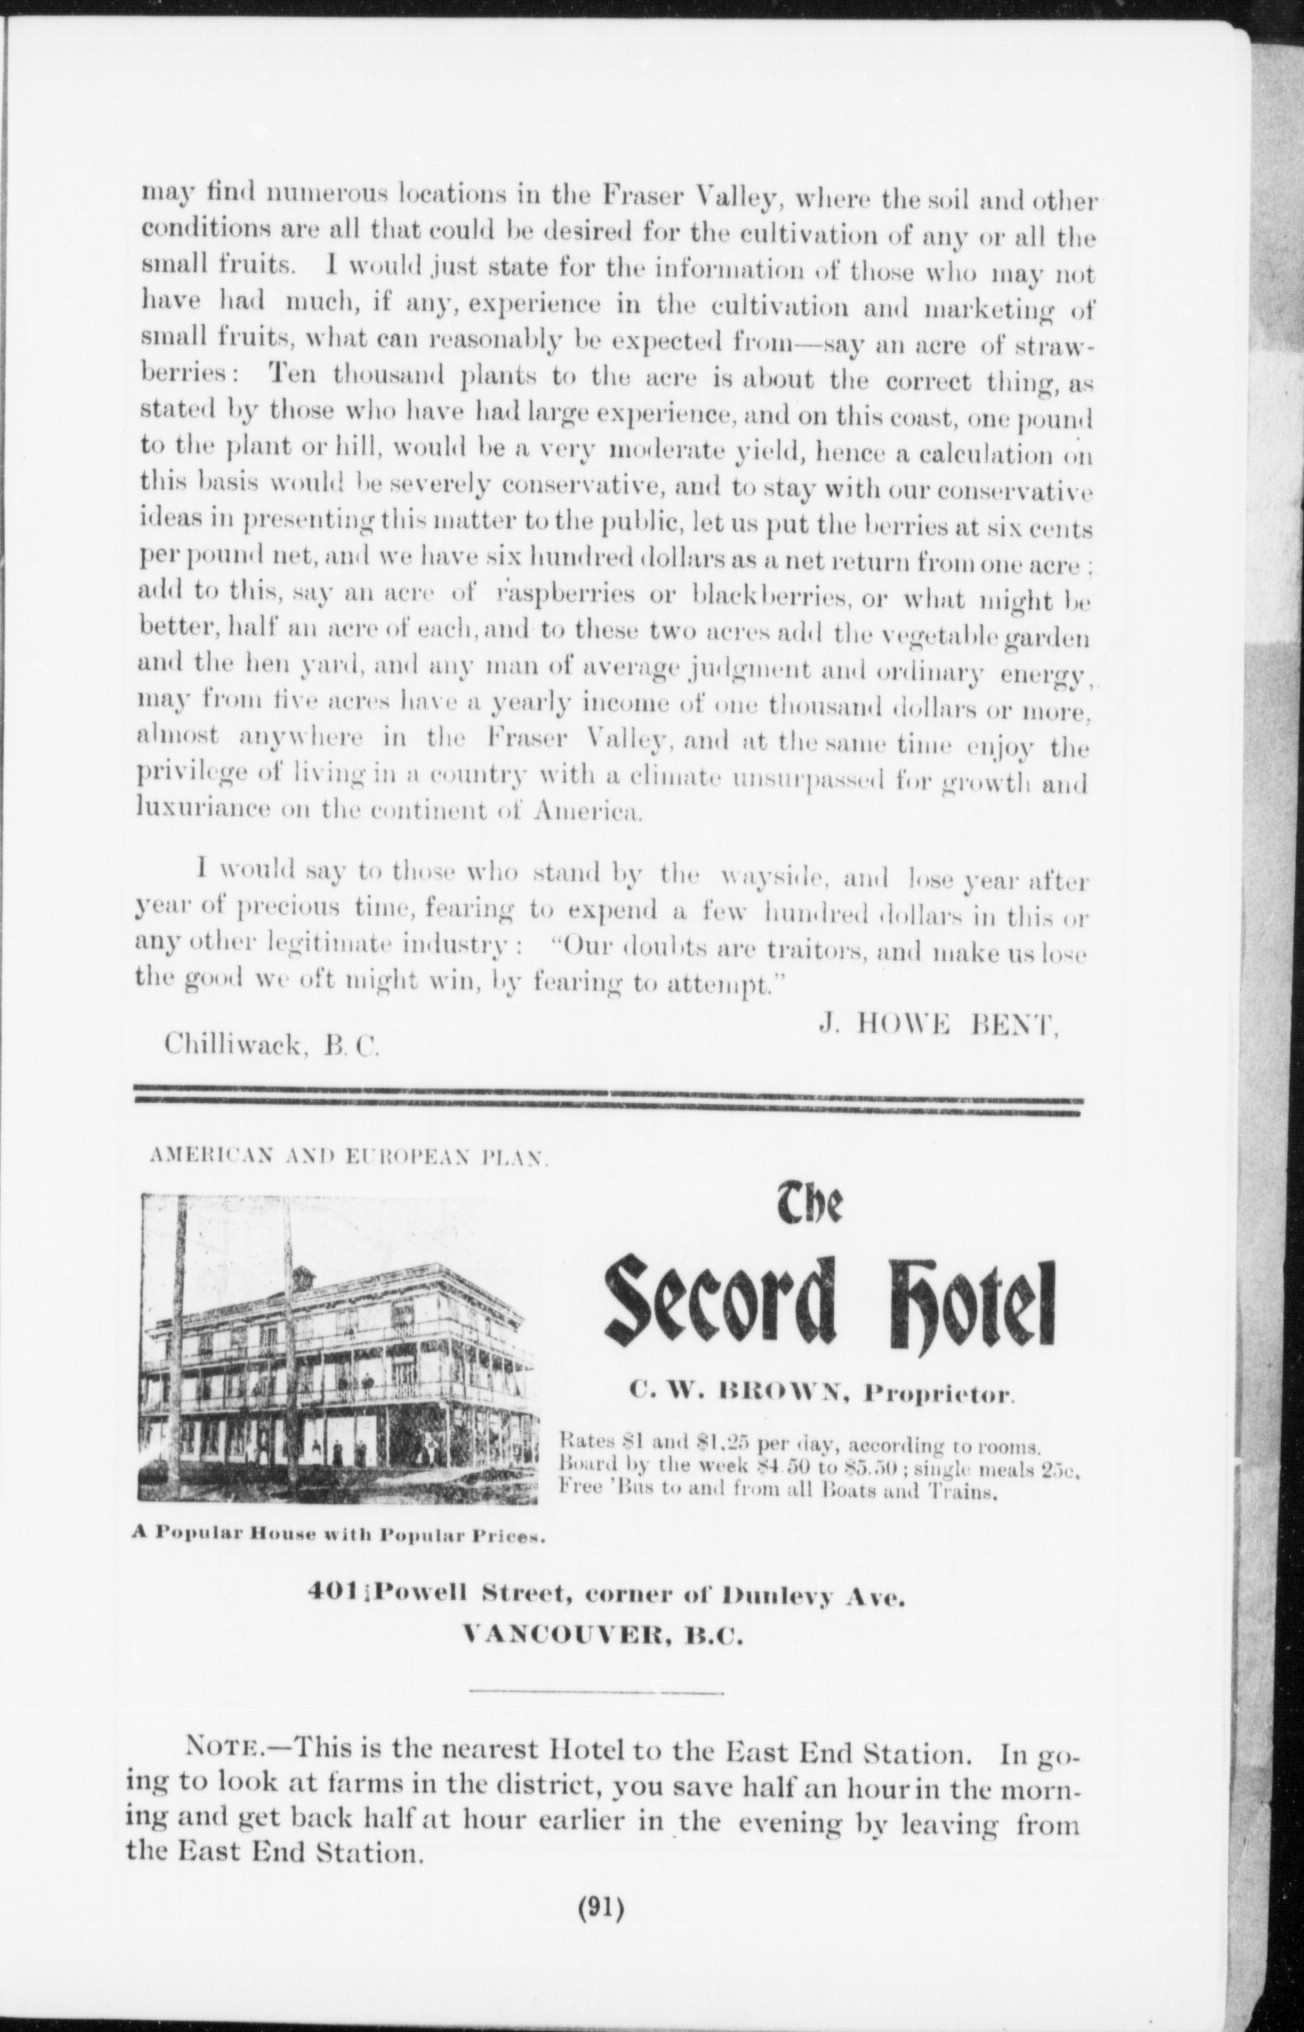 may find numerous locations in the Fraser Valley, where the soil and other
conditions are all that could be desired for the cultivation of any or all the
small fruits. I would just state for the information of those who may not
have had much, if any, experience in the cultivation and marketing of
small fruits, what can reasonably be expected from—say an acre of straw-
berries: Ten thousand plants to the acre is about the correct thing, as
stated by those who have had large experience, and on this coast, one pound
to the plant or hill, would be a very moderate yield, hence a calculation on
this basis would be severely conservative, and to stay with our conservative
ideas in presenting this matter to the public, let us put the berries at six cents
per pound net, and we have six hundred dollars as a net return from one acre;
add to this, say an acre of raspberries or blackberries, or what might be
better, half an acre of each, and to these two acres add the vegetable garden
and the hen yard, and any man of average judgment and ordinary energy,
may from five acres have a yearly income of one thousand dollars or more,
almost anywhere in the Fraser Valley, and at the same time enjoy the
privilege of living in a country with a climate unsurpassed for growth and
luxuriance on the continent of America.
I would say to those who stand by the wayside, and lose year after
year of precious time, fearing to expend a few hundred dollars in this or
any other legitimate industry: “Our doubts are traitors, and make us lose
the good we oft might win, by fearing to attempt.”
J. HOWE BENT,
Chilliwack, B. C.
AMERICAN AND EUROPEAN PLAN.
The
Secord Hotel
C. W. BROWN, Proprietor.
Rates $1 and $1.25 per day, according to rooms.
Board by the week $4.50 to $5.50; single meals 25c.
Free 'Bus to and from all Boats and Trains.
A Popular House with Popular Prices.
401 Powell Street, corner of Dunlevy Ave.
VANCOUVER, B.C.
NOTE.—This is the nearest Hotel to the East End Station. In go-
ing to look at farms in the district, you save half an hour in the morn-
ing and get back half at hour earlier in the evening by leaving from
the East End Station.
(91)